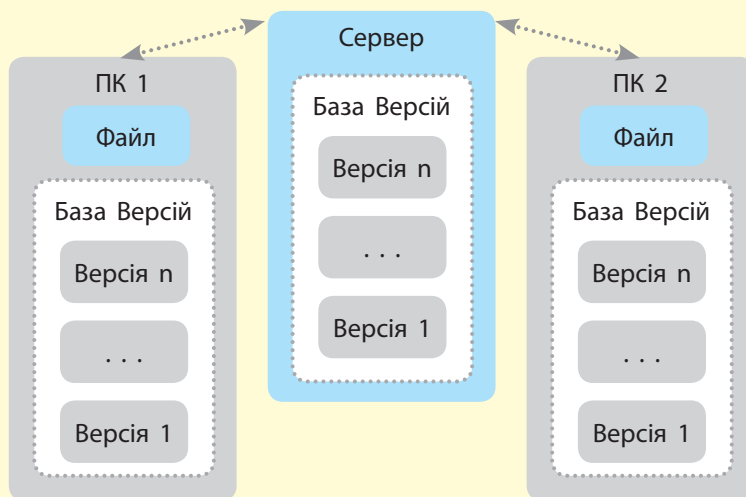 ПК 1
Файл
База Версій
Версія n
. . .
Версія 1
Сервер
База Версій
Версія n
. . .
Версія 1
ПК 2
Файл
База Версій
Версія n
. . .
Версія 1